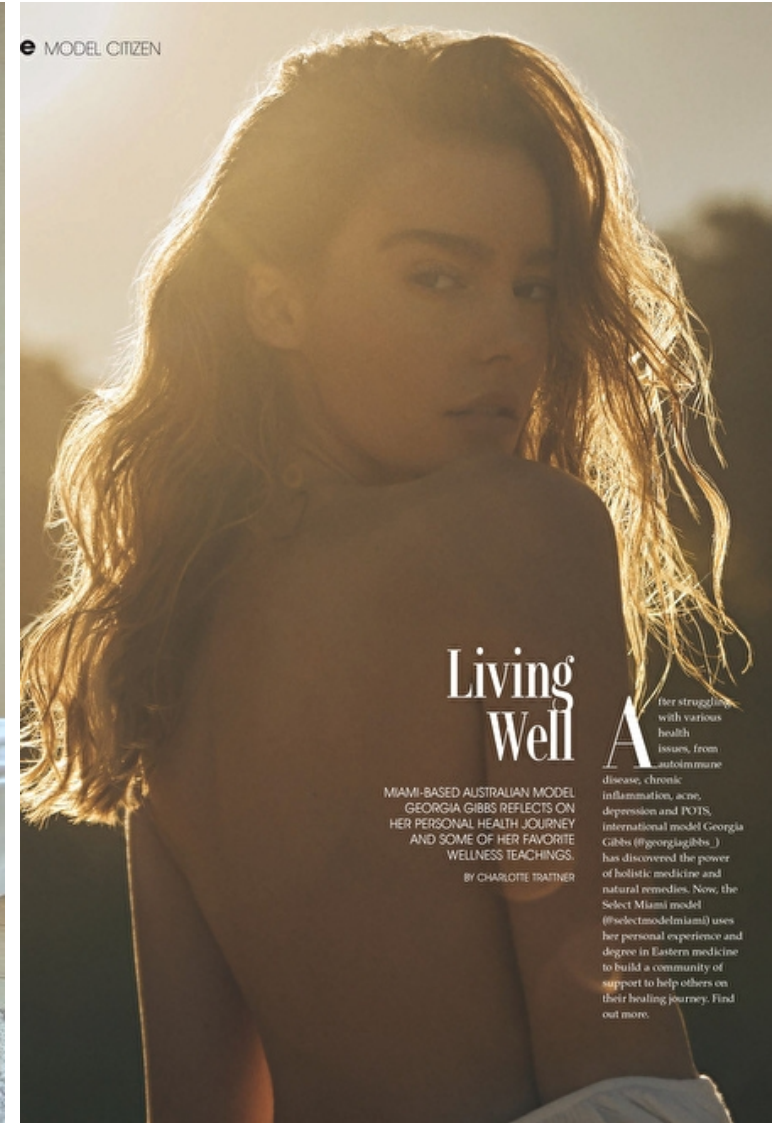 e MODEL CITIZEN
Living
Well
MIAMI-BASED AUSTRALIAN MODEL
GEORGIA GIBBS REFLECTS ON
HER PERSONAL HEALTH JOURNEY
AND SOME OF HER FAVORITE
WELLNESS TEACHINGS.
BY CHARLOTTE TRATTNER
After struggling
with various
health
issues, from
autoimmune
disease, chronic
inflammation, acne,
depression and POTS,
international model Georgia
Gibbs (@georgiagibbs_)
has discovered the power
of holistic medicine and
natural remedies. Now, the
Select Miami model
(@selectmodelmiami) uses
her personal experience and
degree in Eastern medicine
to build a community of
support to help others on
their healing journey. Find
out more.